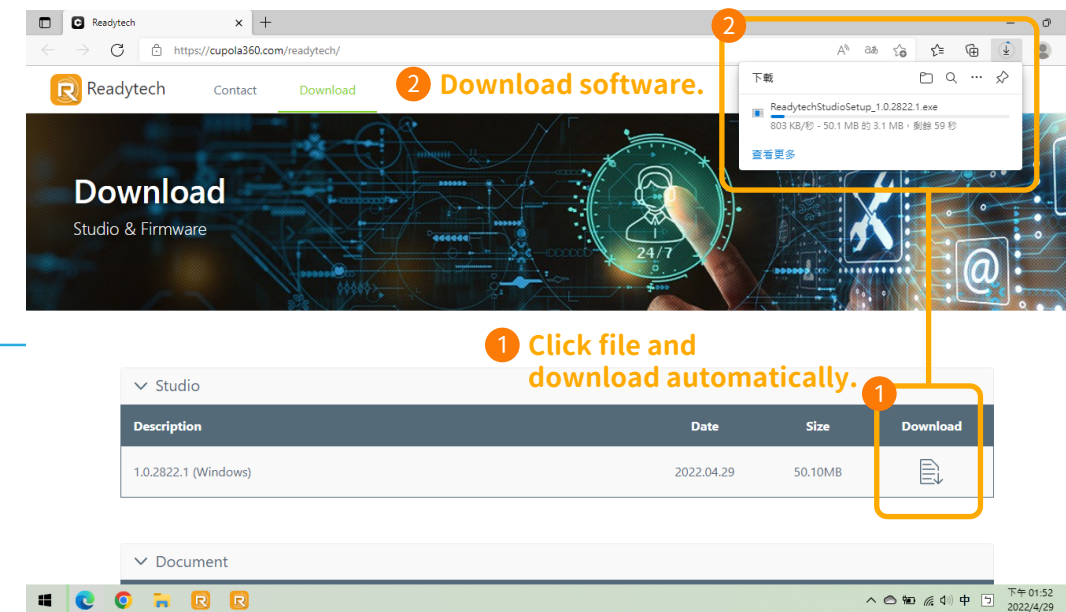 Readytech
https://cupola360.com/readytech/
2
Readytech
Contact
Download
2 Download software.
下載
ReadytechStudioSetup_1.0.2822.1.exe
803 KB/秒 - 50.1 MB 的 3.1 MB，剩餘 59 秒
查看更多
Download
Studio & Firmware
24/7
@
1 Click file and
download automatically.
Studio
1
Description Date Size Download
1.0.2822.1 (Windows) 2022.04.29 50.10MB
Document
中
下午 01:52
2022/4/29